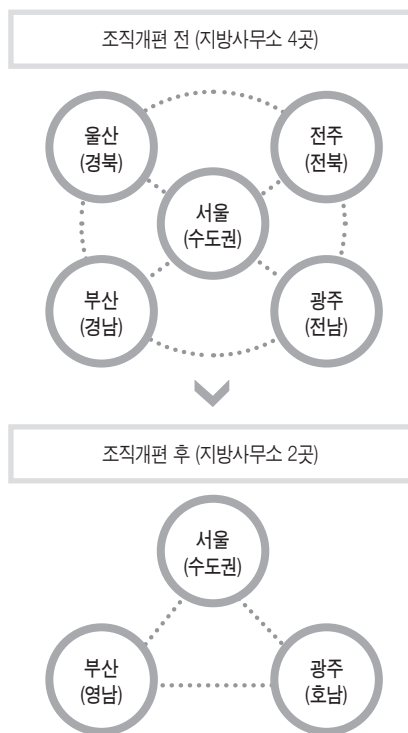 조직개편 전 (지방사무소 4곳)
울산
(경북)
전주
(전북)
서울
(수도권)
부산
(경남)
광주
(전남)
조직개편 후 (지방사무소 2곳)
서울
(수도권)
부산
(영남)
광주
(호남)